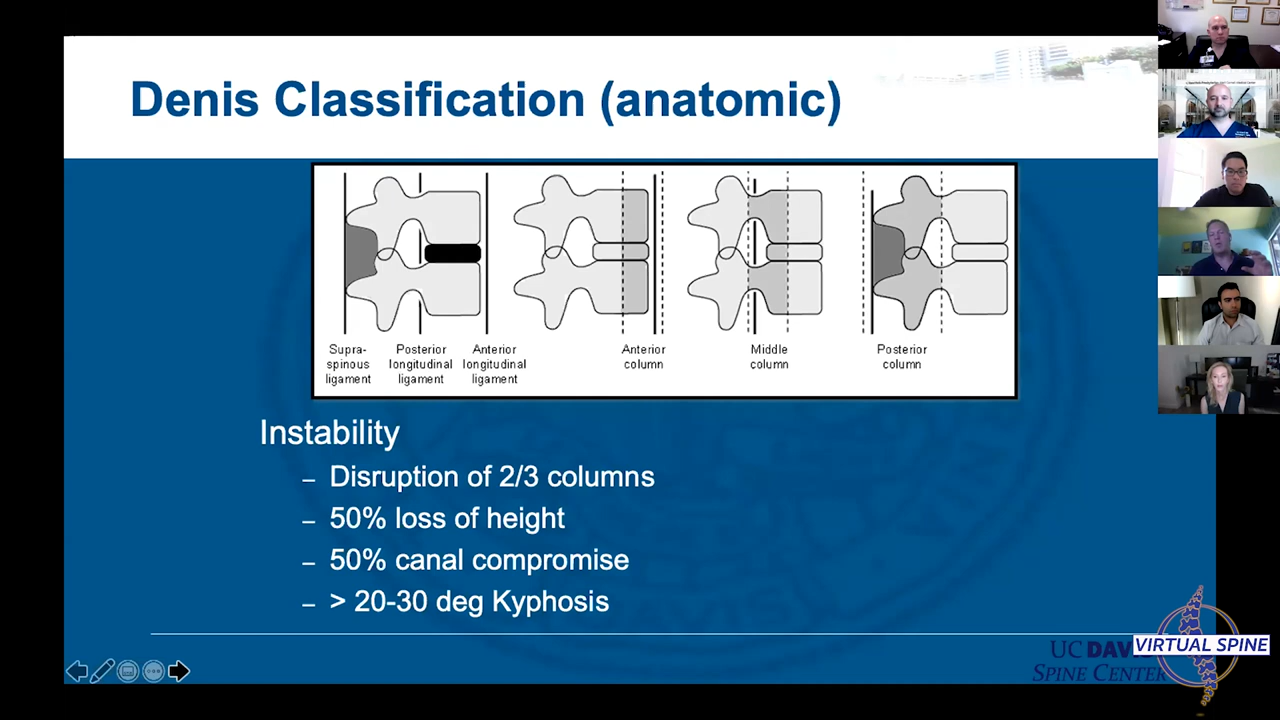 Denis Classification (anatomic)
Supra-
spinous
ligament
Posterior
longitudinal
ligament
Anterior
longitudinal
ligament
Anterior
column
Middle
column
Posterior
column
Instability
– Disruption of 2/3 columns
– 50% loss of height
– 50% canal compromise
– > 20-30 deg Kyphosis
UC DAV
SPINE CENTER
VIRTUAL SPINE